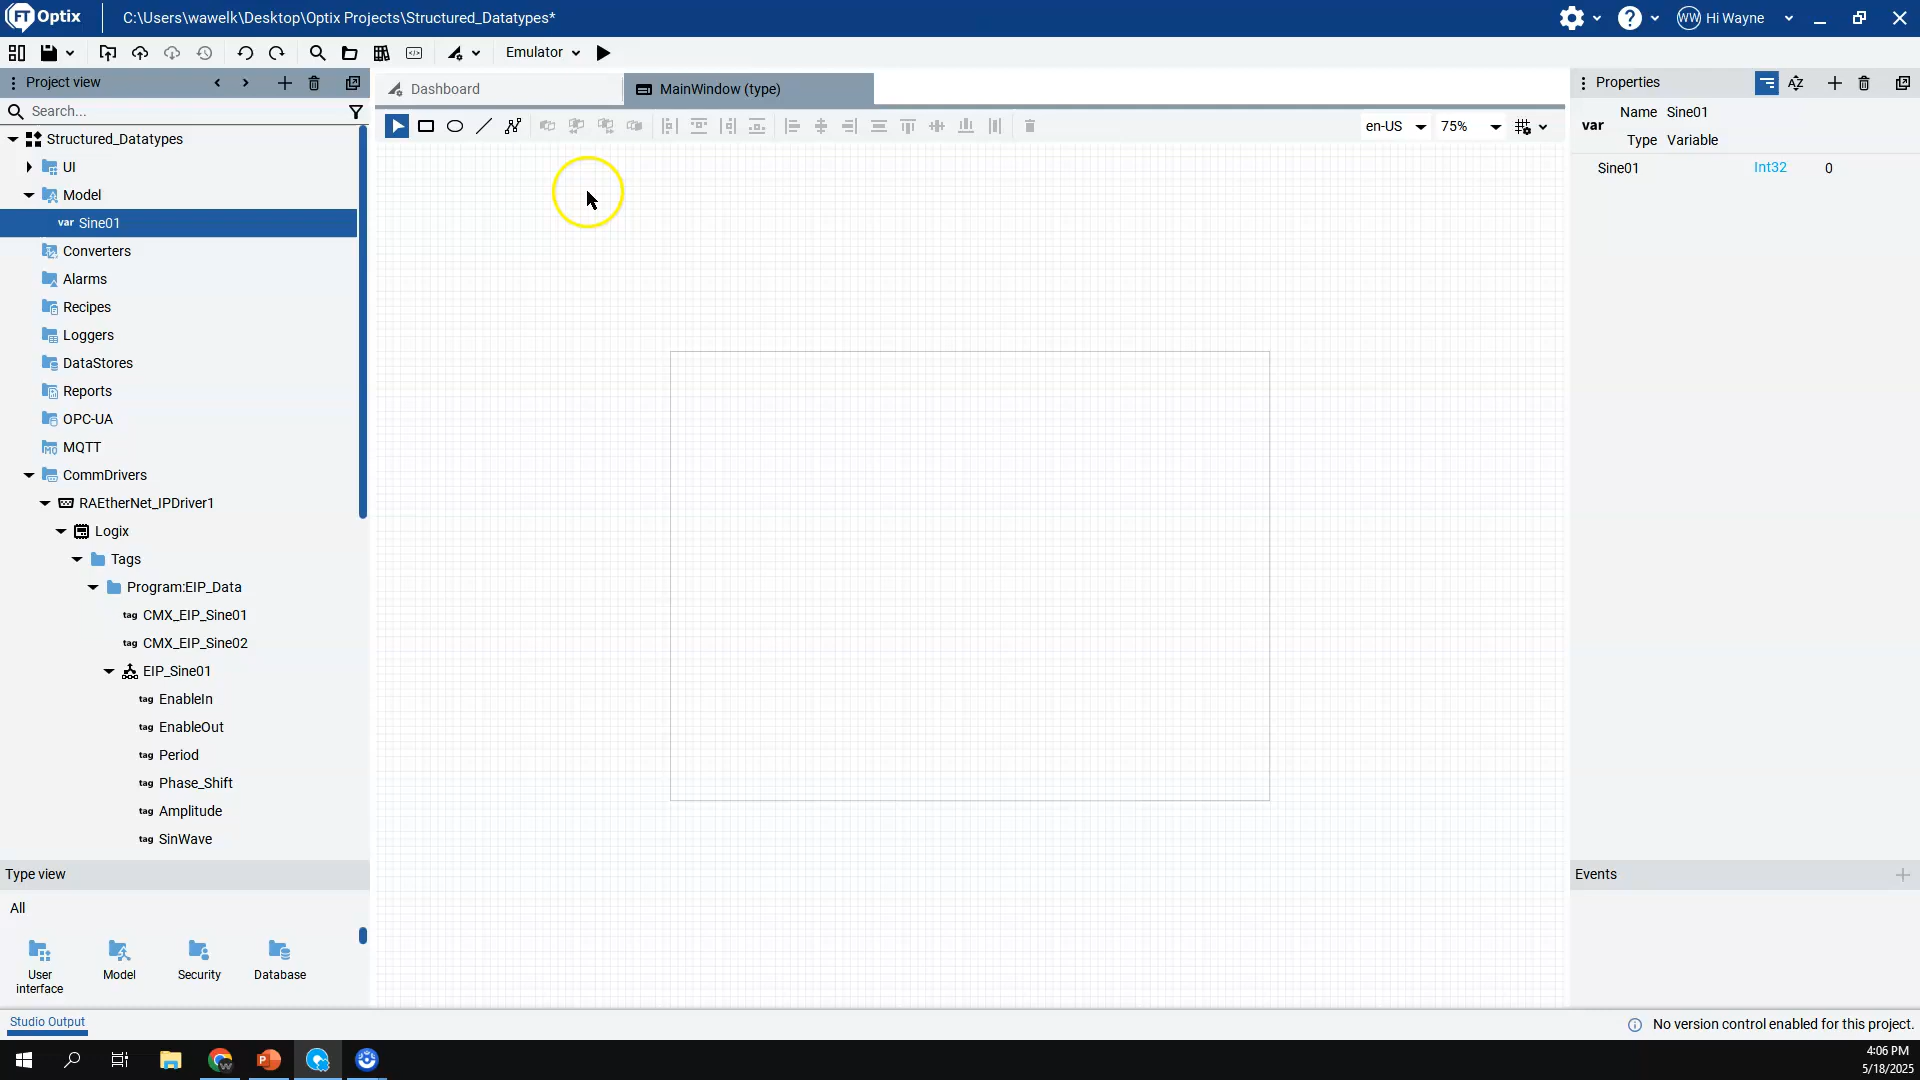 FT Optix
C:\Users\wawelk\Desktop\Optix Projects\Structured_Datatypes*
WW Hi Wayne
Emulator
Project view
Dashboard
MainWindow (type)
Properties
Search...
en-US
75%
Name Sine01
var
Type Variable
Sine01 Int32 0
Structured_Datatypes
UI
Model
var Sine01
Converters
Alarms
Recipes
Loggers
DataStores
Reports
OPC-UA
MQTT
CommDrivers
RAEtherNet_IPDriver1
Logix
Tags
Program:EIP_Data
tag CMX_EIP_Sine01
tag CMX_EIP_Sine02
EIP_Sine01
tag EnableIn
tag EnableOut
tag Period
tag Phase_Shift
tag Amplitude
tag SinWave
Type view
Events
All
User interface
Model
Security
Database
Studio Output
No version control enabled for this project.
4:06 PM
5/18/2025